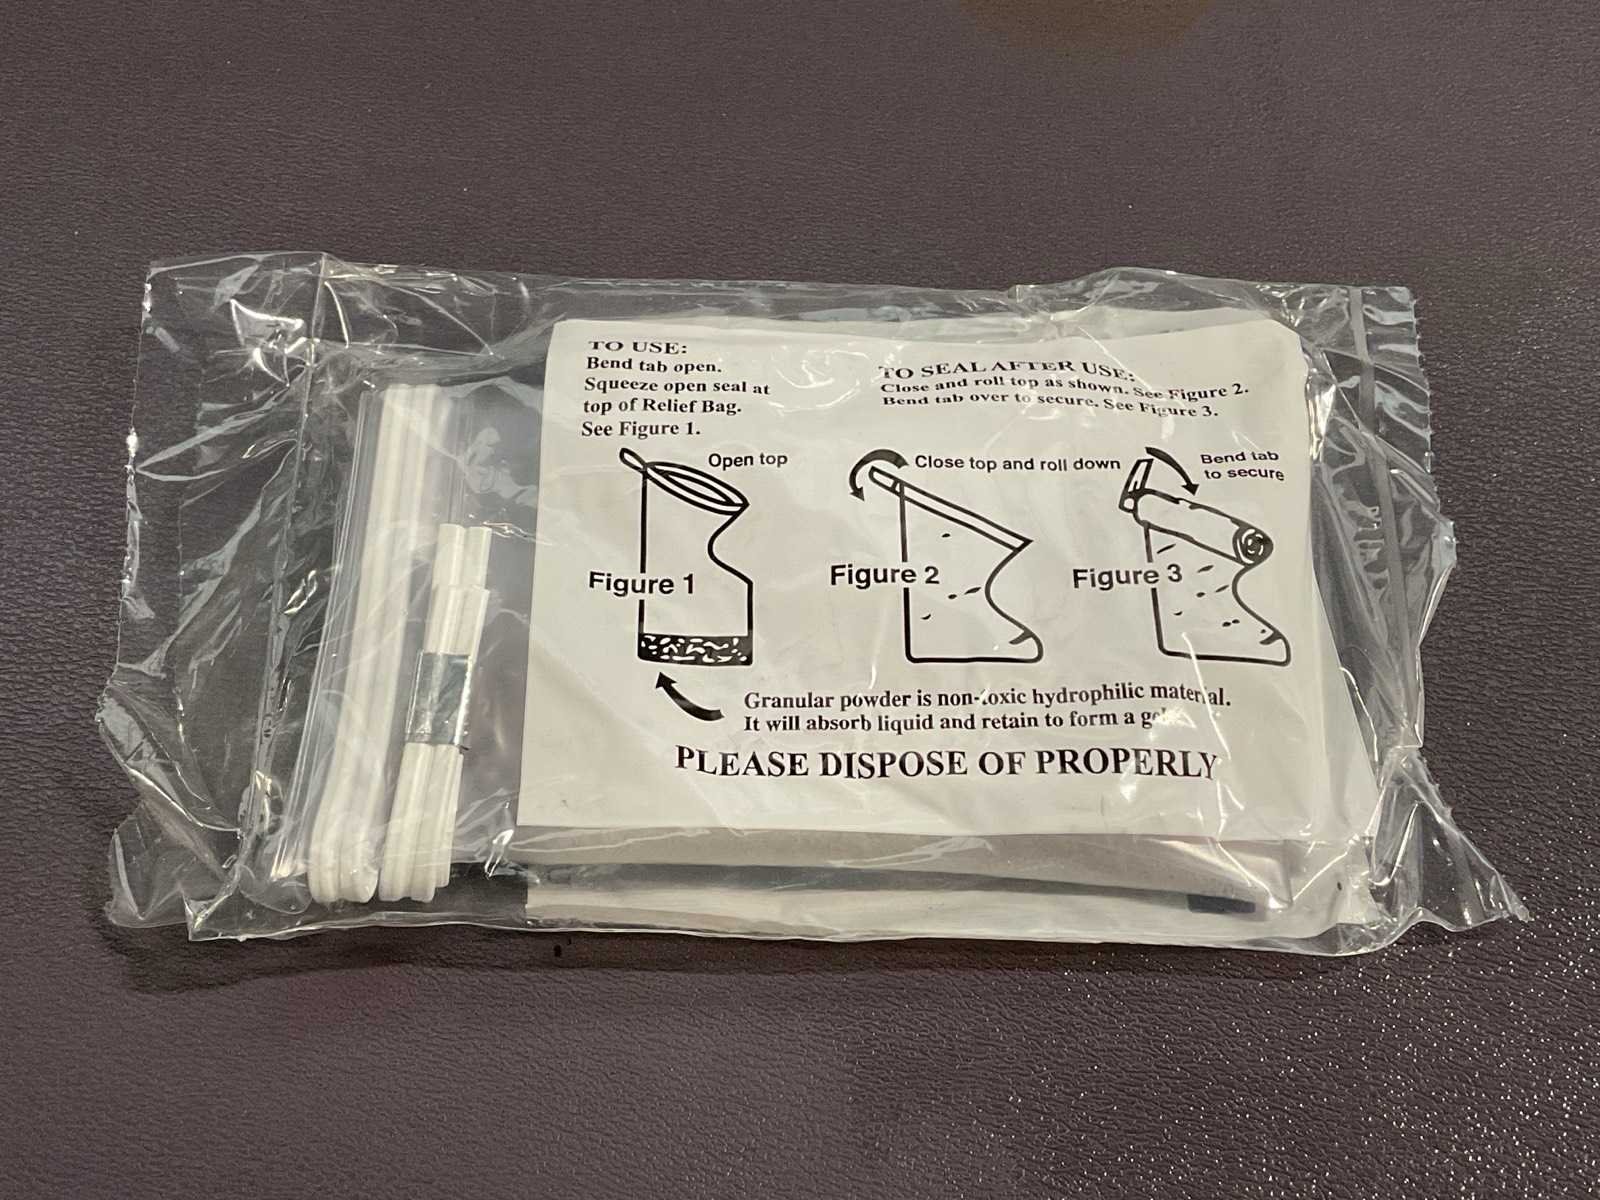 TO USE:
Bend tab open.
Squeeze open seal at
top of Relief Bag.
See Figure 1.
TO SEAL AFTER USE:
Close and roll top as shown. See Figure 2.
Bend tab over to secure. See Figure 3.
Open top
Figure 1
Close top and roll down
Figure 2
Bend tab
to secure
Figure 3
Granular powder is non-toxic hydrophilic material.
It will absorb liquid and retain to form a
PLEASE DISPOSE OF PROPERLY